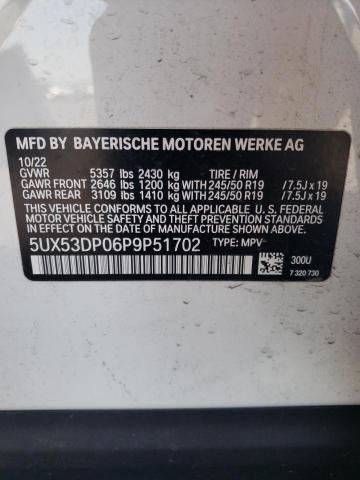 MFD BY BAYERISCHE MOTOREN WERKE AG
10/22
GVWR 5357 lbs 2430 kg TIRE / RIM
GAWR FRONT 2646 lbs 1200 kg WITH 245/50 R19 /7.5J x 19
GAWR REAR 3109 lbs 1410 kg WITH 245/50 R19 /7.5J x 19
THIS VEHICLE CONFORMS TO ALL APPLICABLE U.S. FEDERAL
MOTOR VEHICLE SAFETY
STANDARDS IN EFFECT ON THE DATE OF MANUFACTURE SHOWN ABOVE.
5UX53DP06P9P51702 TYPE: MPV
300U
7 320 730